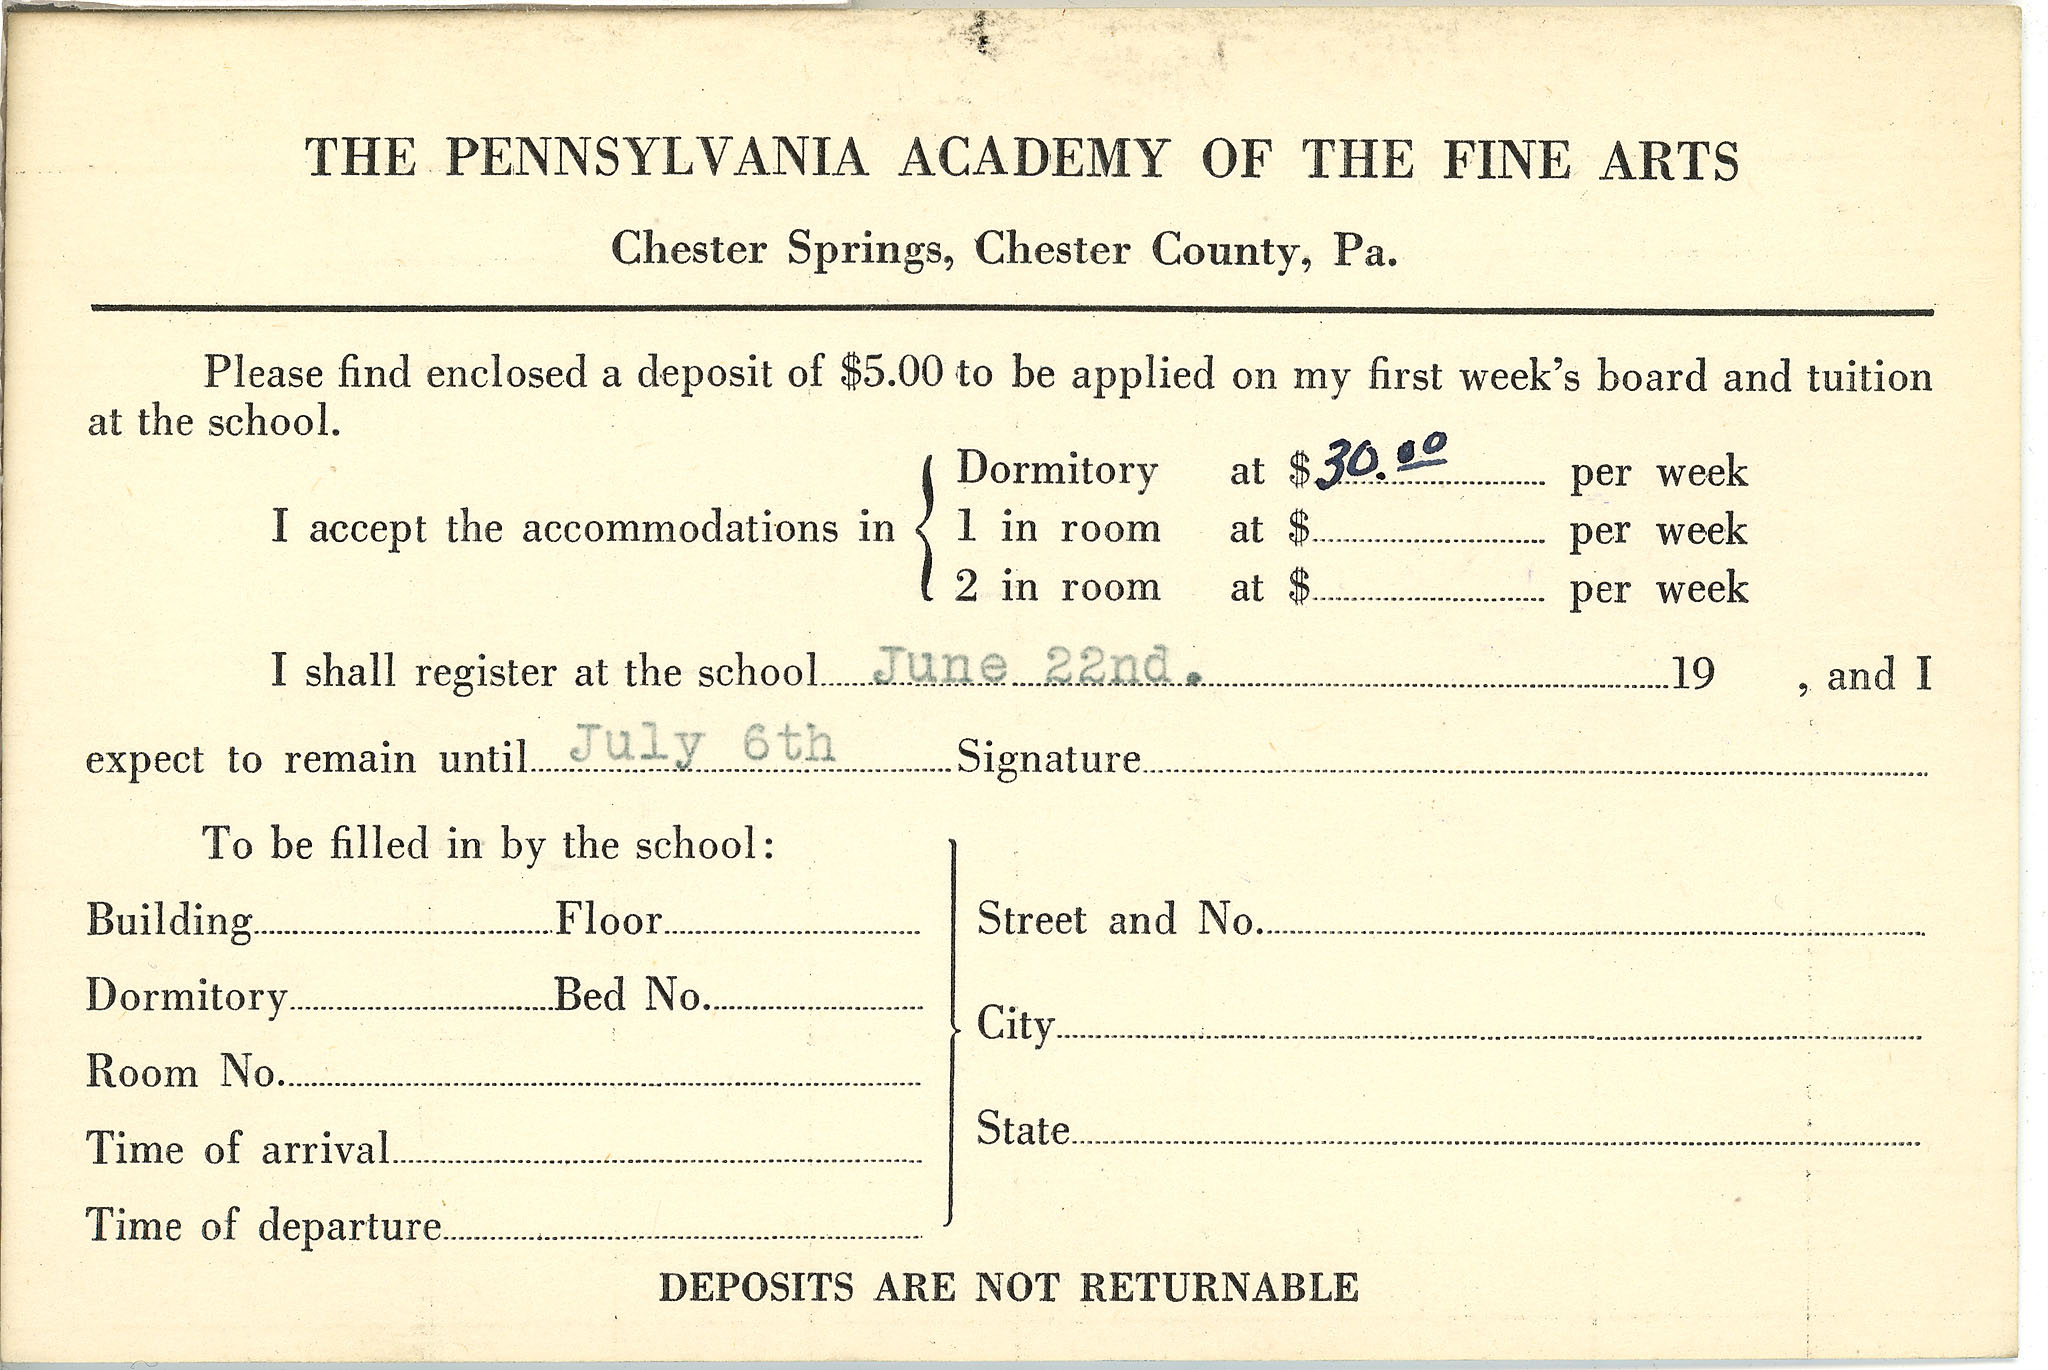 THE PENNSYLVANIA ACADEMY OF THE FINE ARTS
Chester Springs, Chester County, Pa.
Please find enclosed a deposit of $5.00 to be applied on my first week's board and tuition
at the school.
Dormitory at $30.00 per week
I accept the accommodations in 1 in room at $ per week
2 in room at $ per week
I shall register at the school June 22nd. 19 , and I
expect to remain until July 6th Signature
To be filled in by the school:
Building Floor Street and No.
Dormitory Bed No.
City
Room No.
State
Time of arrival
Time of departure
DEPOSITS ARE NOT RETURNABLE